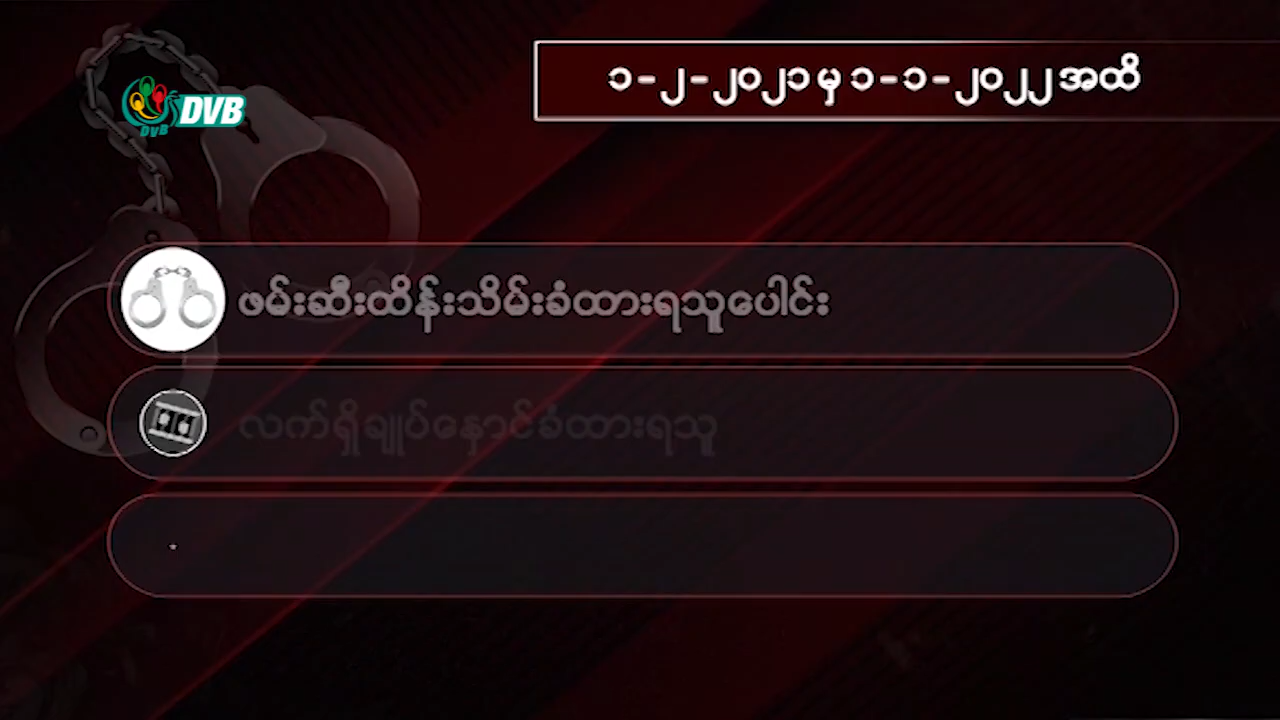 DVB
DVB
၁-၂-၂၀၂၁ မှ ၁-၁-၂၀၂၂ အထိ
ဖမ်းဆီးထိန်းသိမ်းခံထားရသူပေါင်း
လက်ရှိချုပ်နှောင်ခံထားရသူ